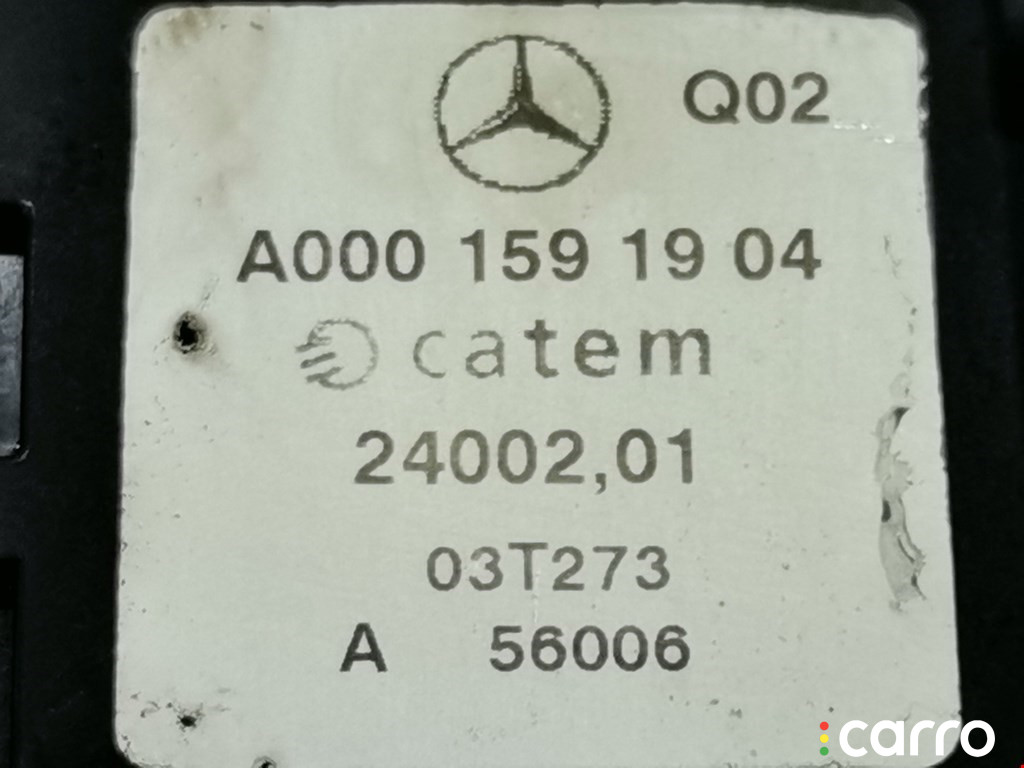 Q02
A000 159 19 04
catem
24002,01
03T273
A 56006
carro